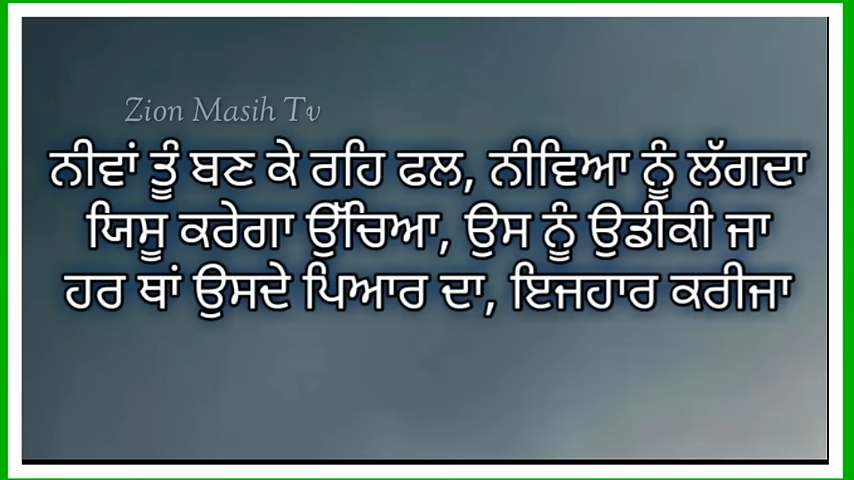 Zion Masih Tv
ਨੀਵਾਂ ਤੂੰ ਬਣ ਕੇ ਰਹਿ ਫਲ, ਨੀਵਿਆ ਨੂੰ ਲੱਗਦਾ
ਯਿਸੂ ਕਰੇਗਾ ਉੱਚਿਆ, ਉਸ ਨੂੰ ਉਡੀਕੀ ਜਾ
ਹਰ ਥਾਂ ਉਸਦੇ ਪਿਆਰ ਦਾ, ਇਜਹਾਰ ਕਰੀਜਾ